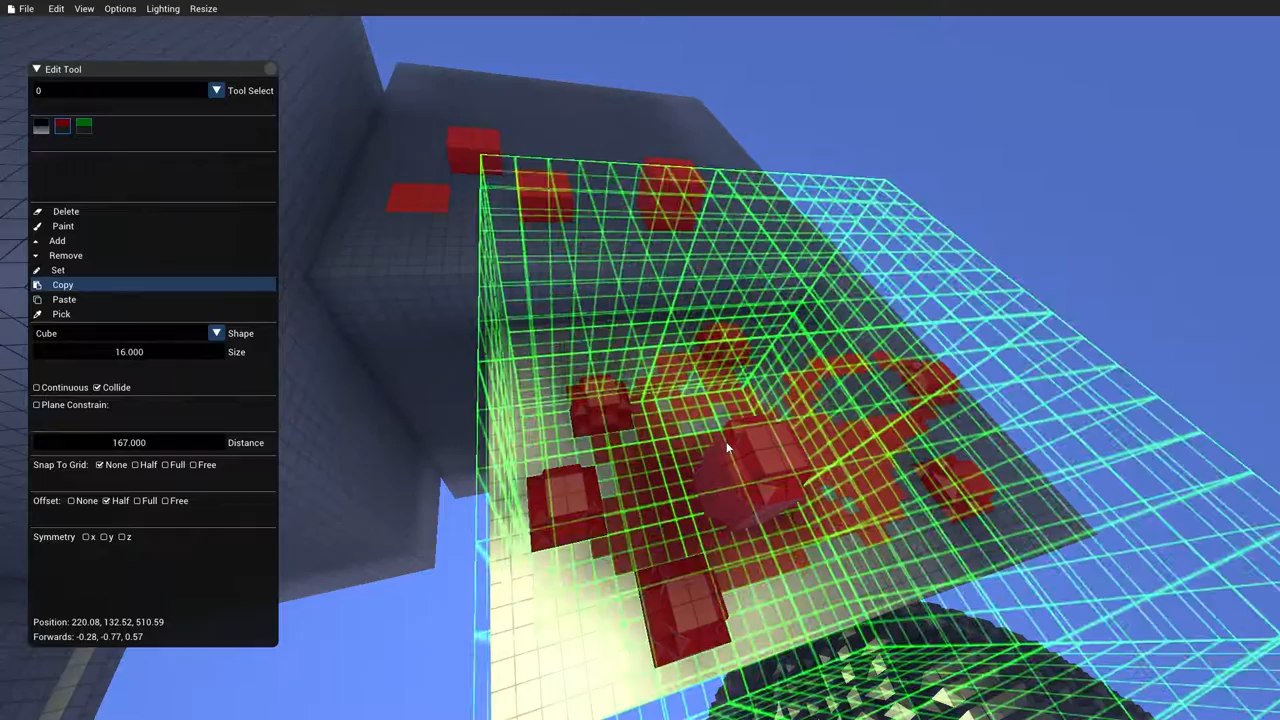 File Edit View Options Lighting Resize
Edit Tool
0 Tool Select
Delete
Paint
Add
Remove
Set
Copy
Paste
Pick
Cube Shape
16.000 Size
Continuous Collide
Plane Constrain:
167.000 Distance
Snap To Grid: None Half Full Free
Offset: None Half Full Free
Symmetry x y z
Position: 220.08, 132.52, 510.59
Forwards: -0.28, -0.77, 0.57